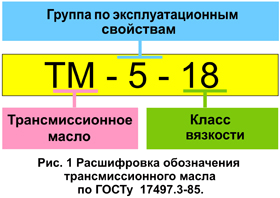 Группа по эксплуатационным
свойствам
ТМ - 5 - 18
Трансмиссионное
масло
Класс
вязкости
Рис. 1 Расшифровка обозначения
трансмиссионного масла
по ГОСТу 17497.3-85.